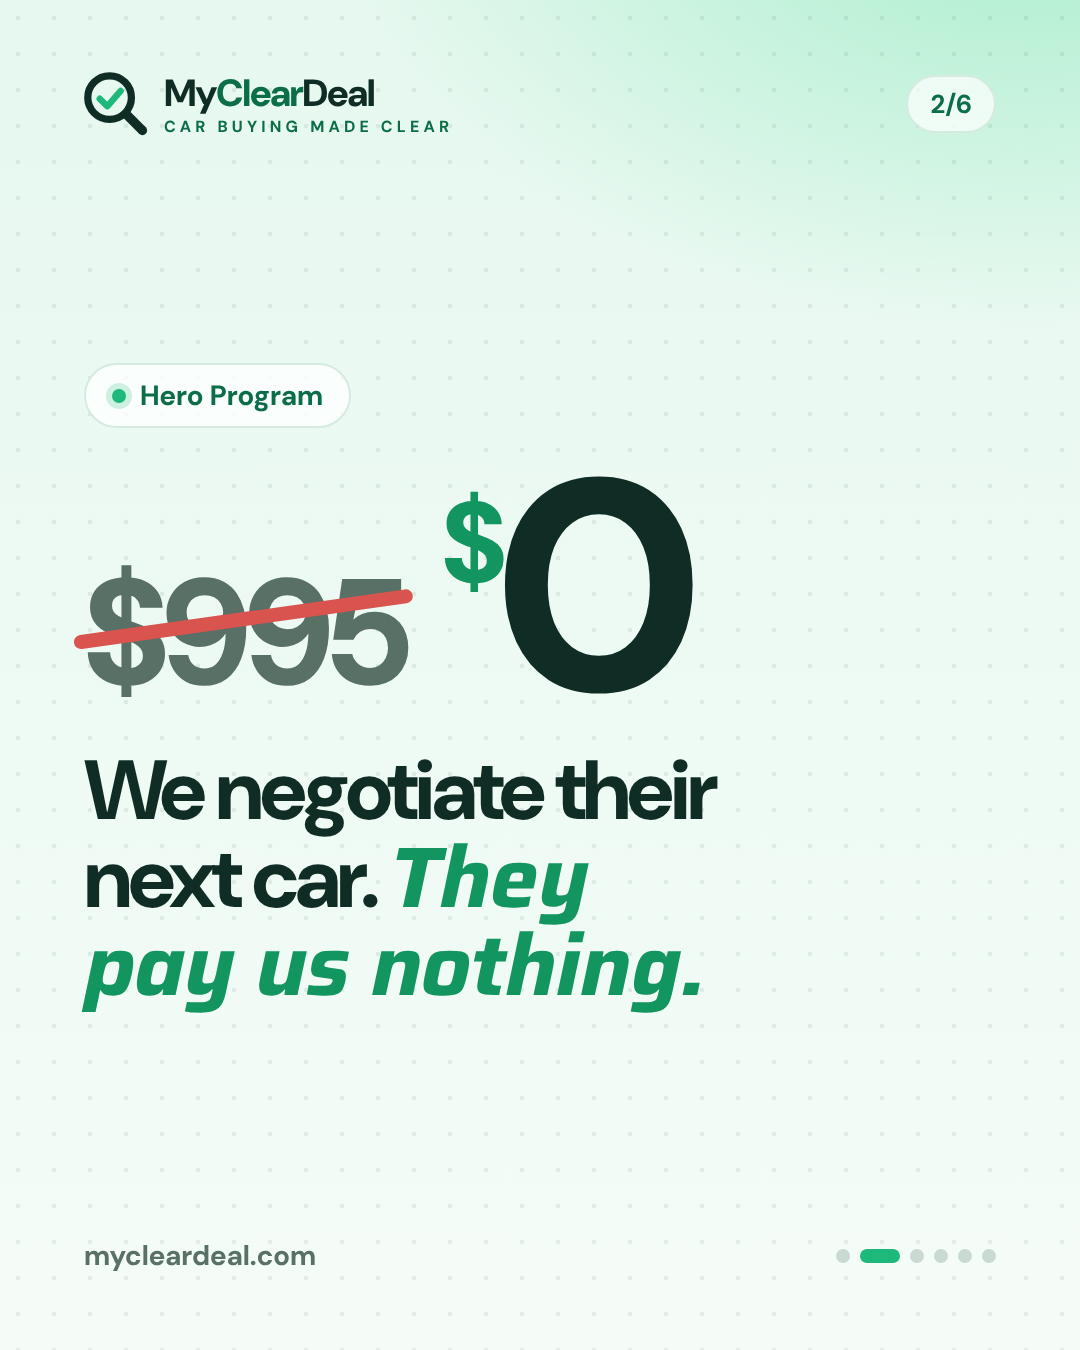 MyClearDeal
CAR BUYING MADE CLEAR
2/6
Hero Program
$995 $0
We negotiate their
next car. They
pay us nothing.
mycleardeal.com